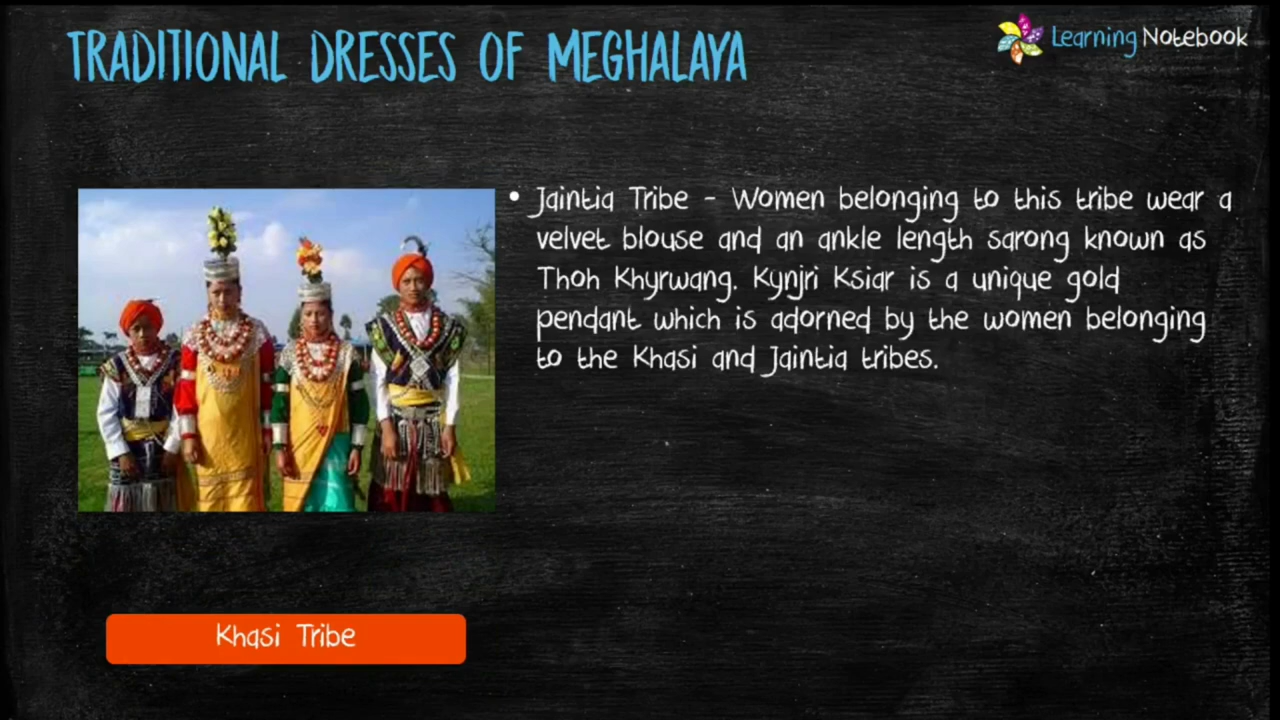 TRADITIONAL DRESSES OF MEGHALAYA
Learning Notebook
• Jaintia Tribe - Women belonging to this tribe wear a
velvet blouse and an ankle length sarong known as
Thoh Khyrwang. Kynjri Ksiar is a unique gold
pendant which is adorned by the women belonging
to the Khasi and Jaintia tribes.
Khasi Tribe